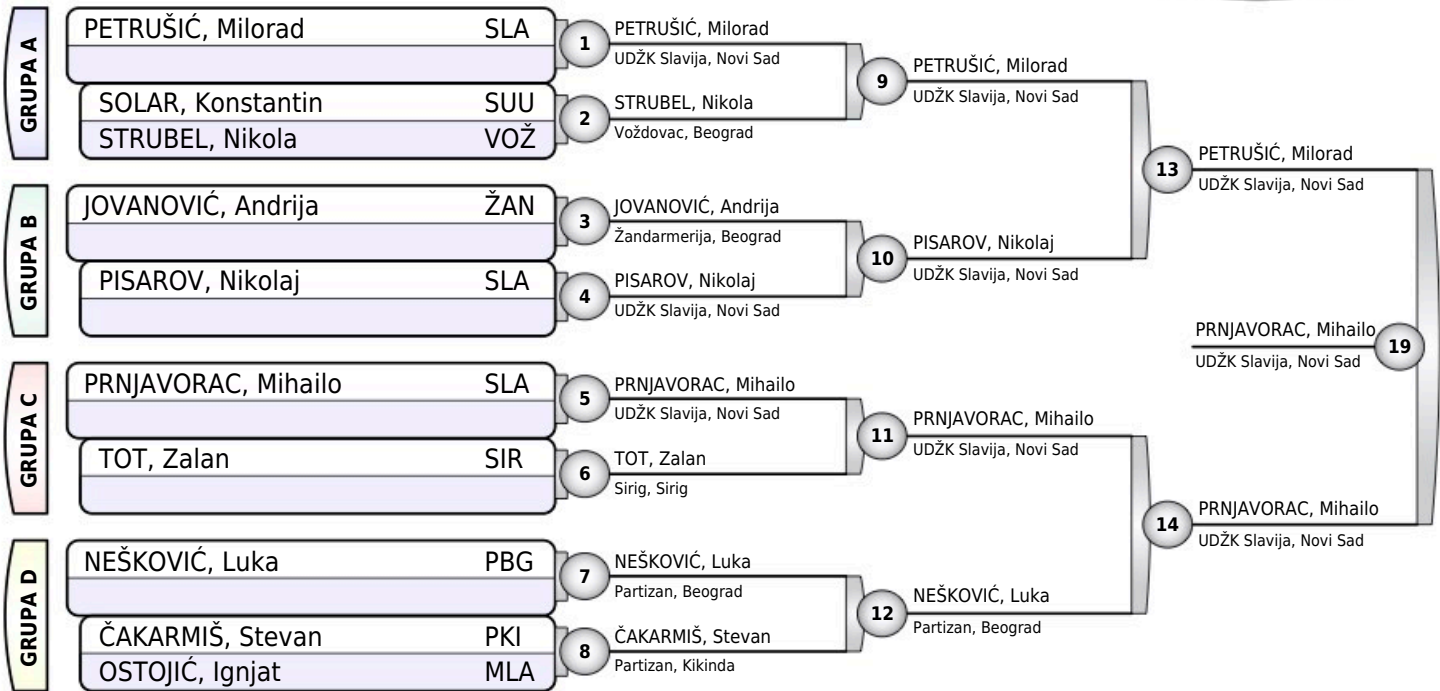 GRUPA A
PETRUŠIĆ, Milorad SLA
SOLAR, Konstantin SUU
STRUBEL, Nikola VOŽ
GRUPA B
JOVANOVIĆ, Andrija ŽAN
PISAROV, Nikolaj SLA
GRUPA C
PRNJAVORAC, Mihailo SLA
TOT, Zalan SIR
GRUPA D
NEŠKOVIĆ, Luka PBG
ČAKARMIŠ, Stevan PKI
OSTOJIĆ, Ignjat MLA
1
PETRUŠIĆ, Milorad
UDŽK Slavija, Novi Sad
2
STRUBEL, Nikola
Voždovac, Beograd
3
JOVANOVIĆ, Andrija
Žandarmerija, Beograd
4
PISAROV, Nikolaj
UDŽK Slavija, Novi Sad
5
PRNJAVORAC, Mihailo
UDŽK Slavija, Novi Sad
6
TOT, Zalan
Sirig, Sirig
7
NEŠKOVIĆ, Luka
Partizan, Beograd
8
ČAKARMIŠ, Stevan
Partizan, Kikinda
9
PETRUŠIĆ, Milorad
UDŽK Slavija, Novi Sad
10
PISAROV, Nikolaj
UDŽK Slavija, Novi Sad
11
PRNJAVORAC, Mihailo
UDŽK Slavija, Novi Sad
12
NEŠKOVIĆ, Luka
Partizan, Beograd
13
PETRUŠIĆ, Milorad
UDŽK Slavija, Novi Sad
14
PRNJAVORAC, Mihailo
UDŽK Slavija, Novi Sad
PRNJAVORAC, Mihailo
UDŽK Slavija, Novi Sad
19